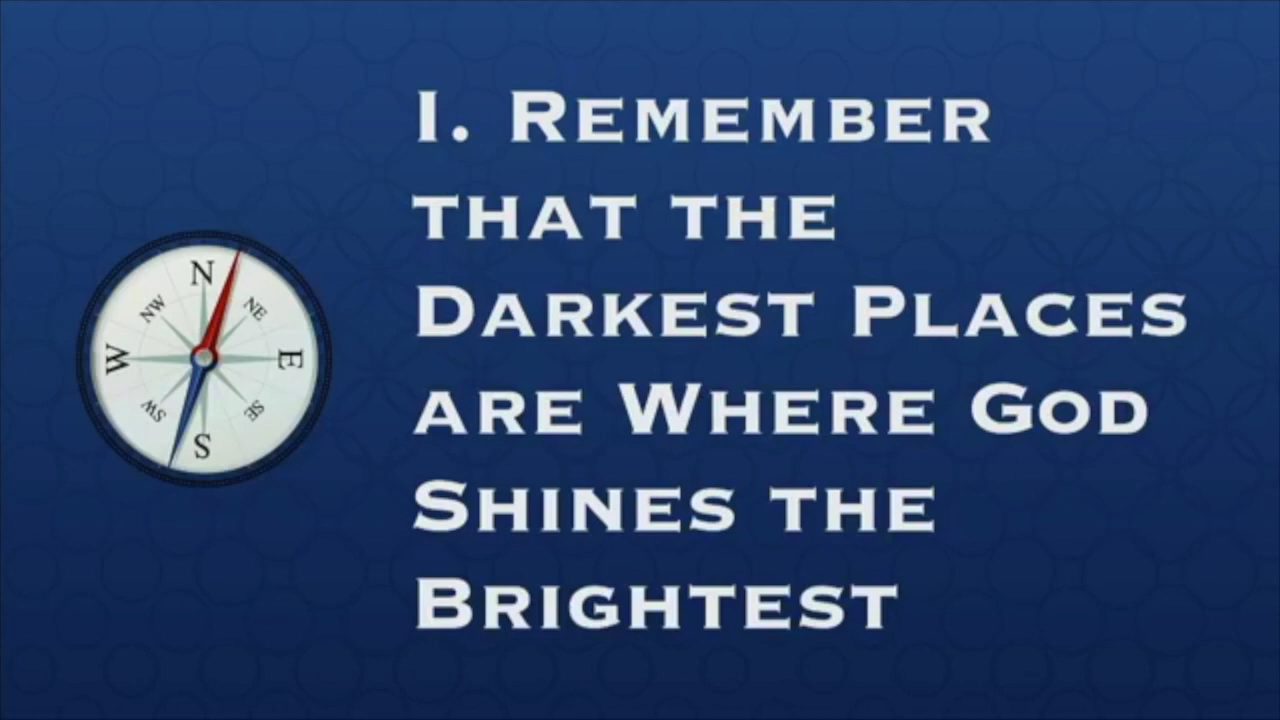 I. Remember
that the
Darkest Places
are Where God
Shines the
Brightest
N
NW
NE
W
E
SW
SE
S